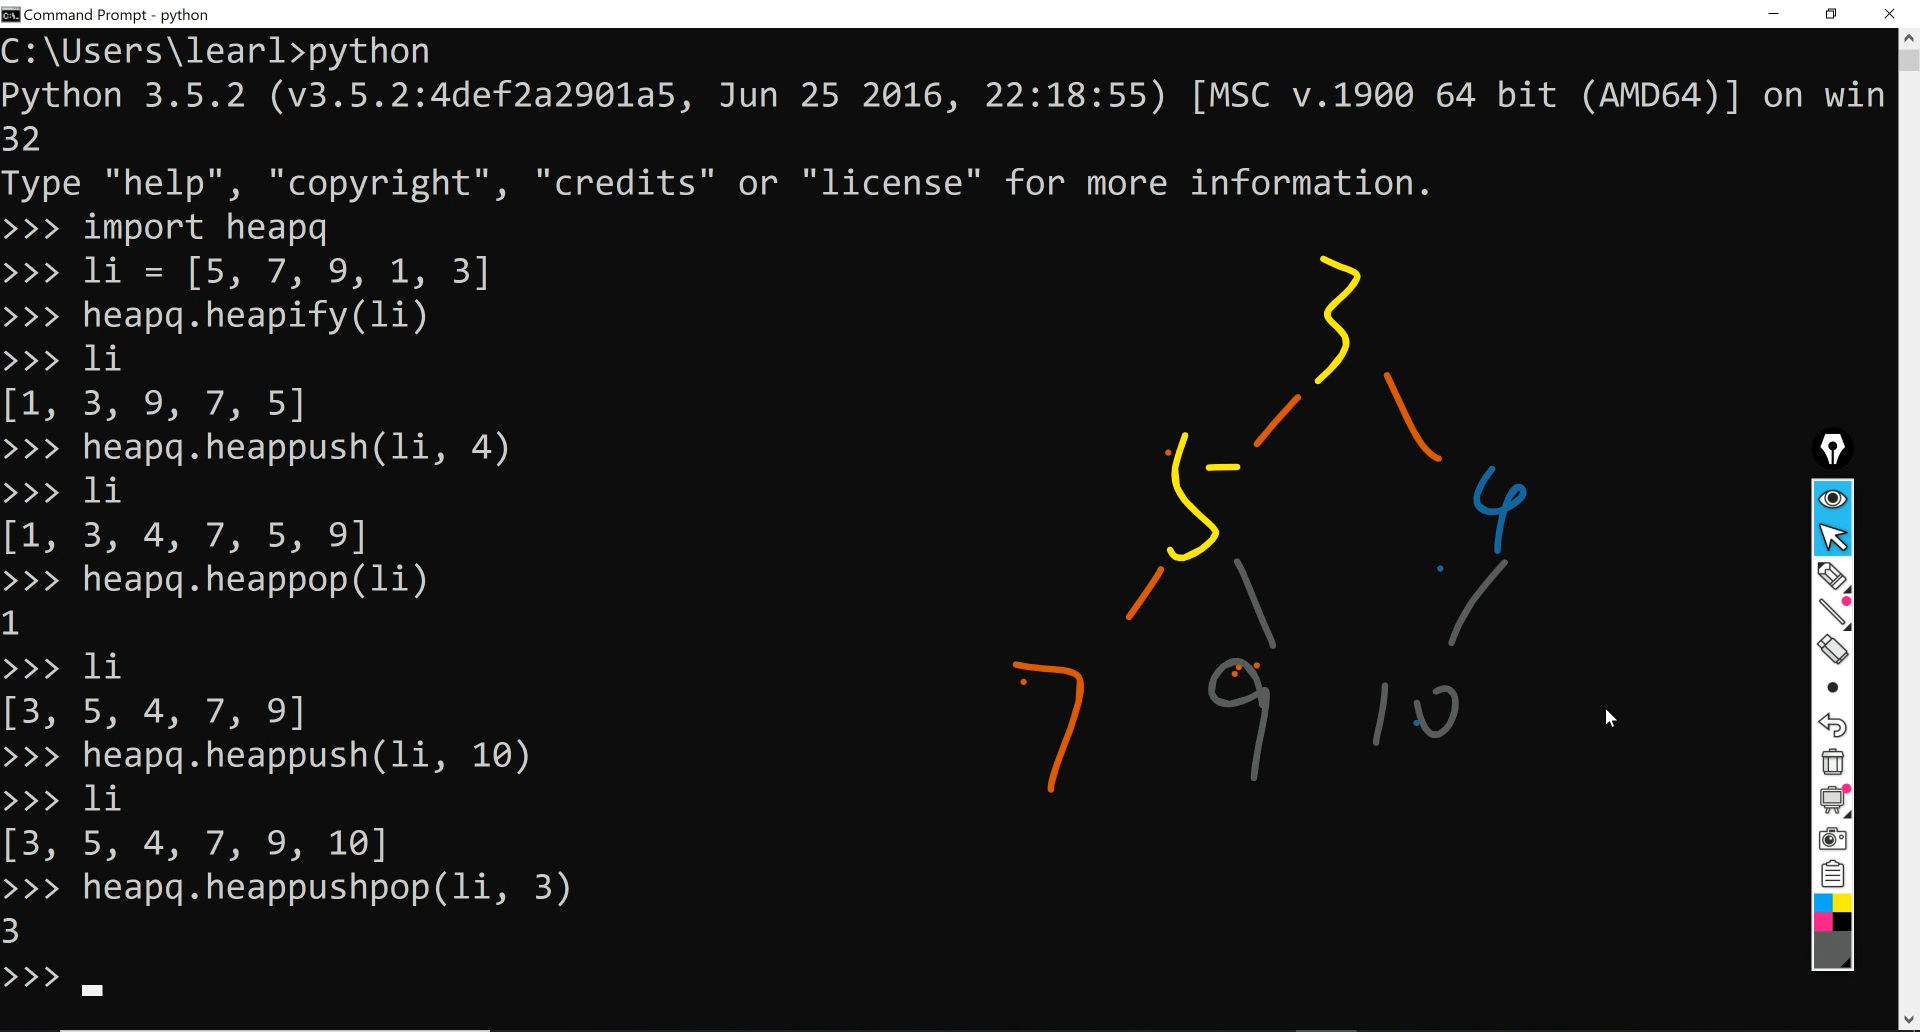 Command Prompt - python
C:\Users\learl>python
Python 3.5.2 (v3.5.2:4def2a2901a5, Jun 25 2016, 22:18:55) [MSC v.1900 64 bit (AMD64)] on win
32
Type "help", "copyright", "credits" or "license" for more information.
>>> import heapq
>>> li = [5, 7, 9, 1, 3]
>>> heapq.heapify(li)
>>> li
[1, 3, 9, 7, 5]
>>> heapq.heappush(li, 4)
>>> li
[1, 3, 4, 7, 5, 9]
>>> heapq.heappop(li)
1
>>> li
[3, 5, 4, 7, 9]
>>> heapq.heappush(li, 10)
>>> li
[3, 5, 4, 7, 9, 10]
>>> heapq.heappushpop(li, 3)
3
>>>
3
5 4
7 9 10